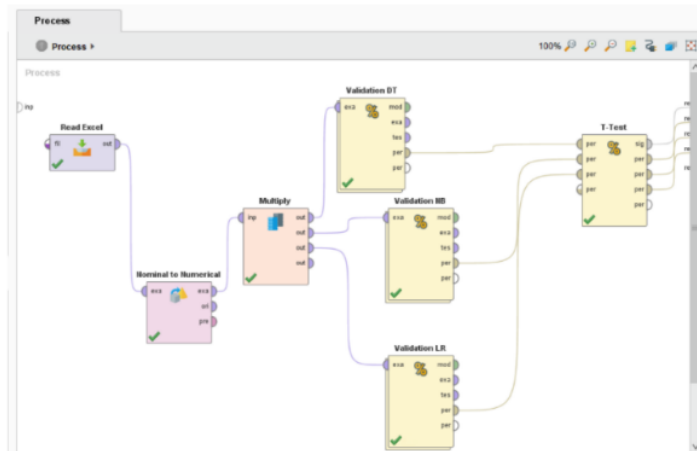 Process
Process
100%
Process
inp
Read Excel
fil
out
Nominal to Numerical
exa
exa
ori
pre
Multiply
inp
out
out
out
out
Validation DT
exa
mod
exa
tes
per
per
Validation NB
exa
mod
exa
tes
per
per
Validation LR
exa
mod
exa
tes
per
per
T-Test
per
per
per
per
sig
per
per
per
per